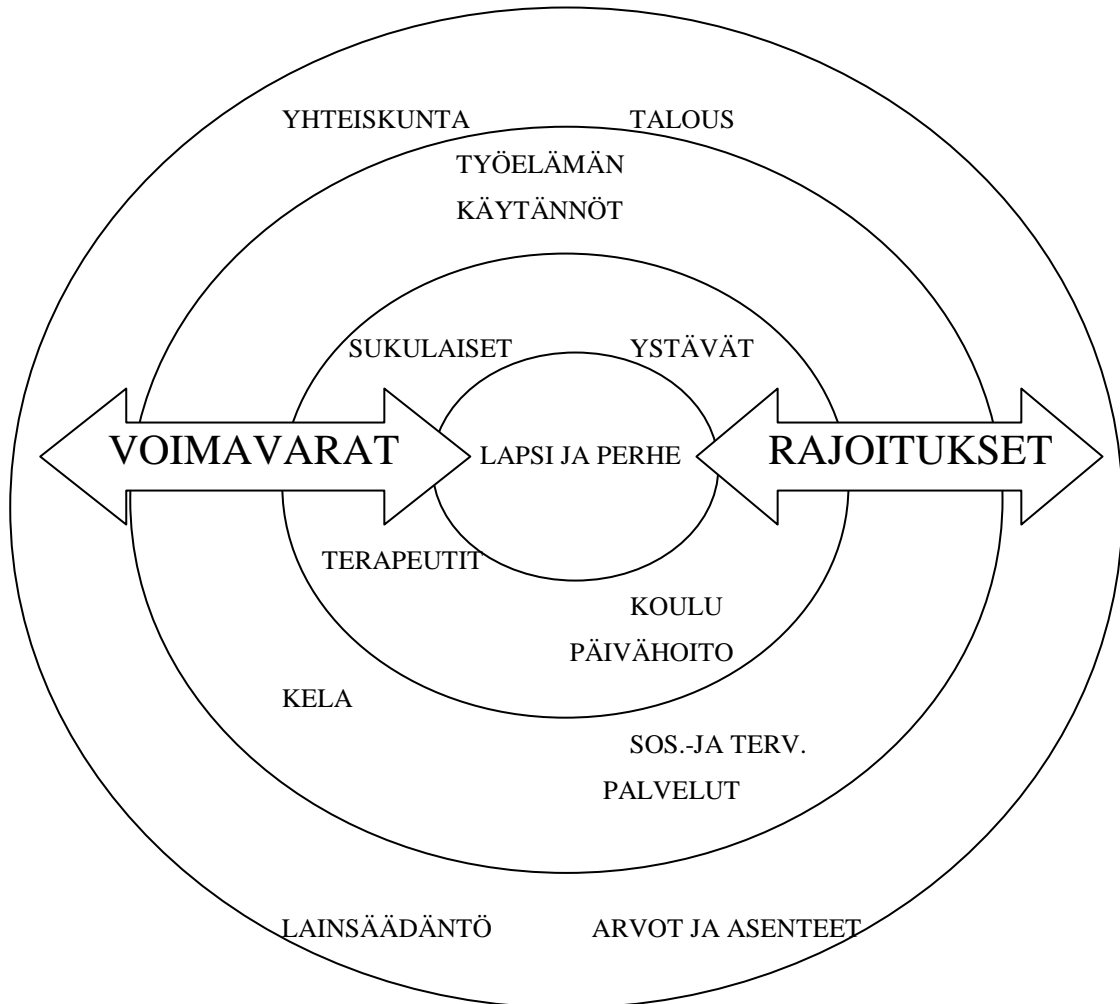 YHTEISKUNTA TALOUS
TYÖELÄMÄN
KÄYTÄNNÖT
SUKULAISET YSTÄVÄT
VOIMAVARAT LAPSI JA PERHE RAJOITUKSET
TERAPEUTIT
KOULU
PÄIVÄHOITO
KELA
SOS.-JA TERV.
PALVELUT
LAINSÄÄDÄNTÖ ARVOT JA ASENTEET